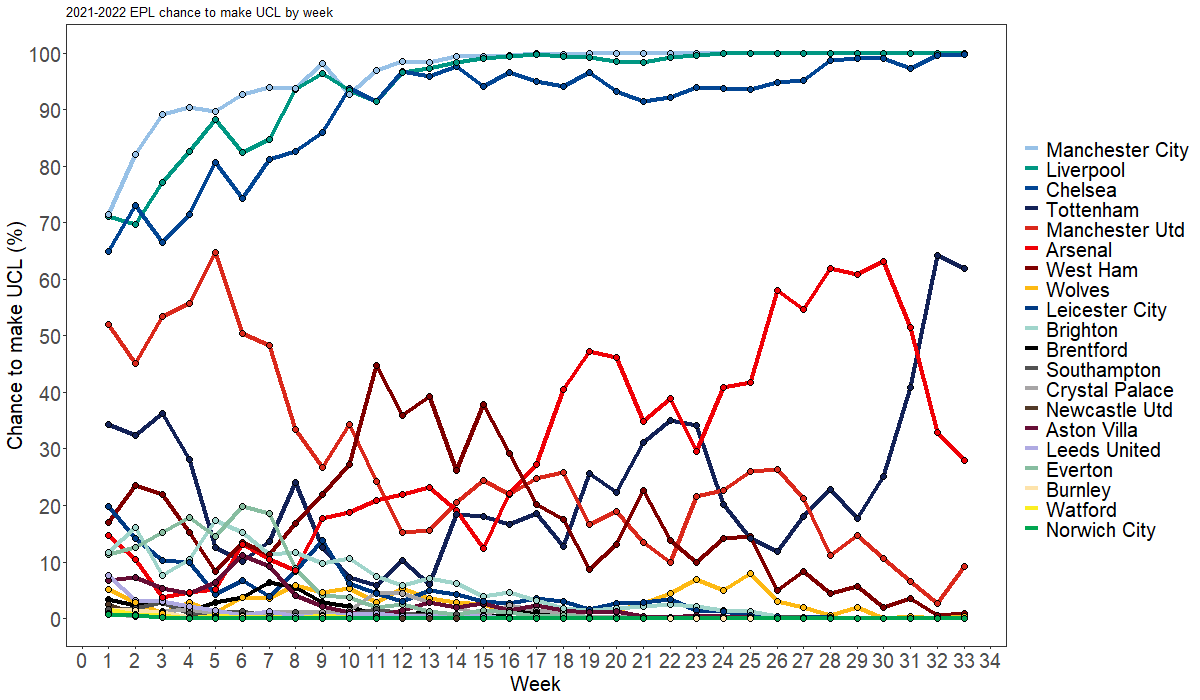 2021-2022 EPL chance to make UCL by week
Chance to make UCL (%)
100
90
80
70
60
50
40
30
20
10
0
0 1 2 3 4 5 6 7 8 9 10 11 12 13 14 15 16 17 18 19 20 21 22 23 24 25 26 27 28 29 30 31 32 33 34
Week
Manchester City
Liverpool
Chelsea
Tottenham
Manchester Utd
Arsenal
West Ham
Wolves
Leicester City
Brighton
Brentford
Southampton
Crystal Palace
Newcastle Utd
Aston Villa
Leeds United
Everton
Burnley
Watford
Norwich City